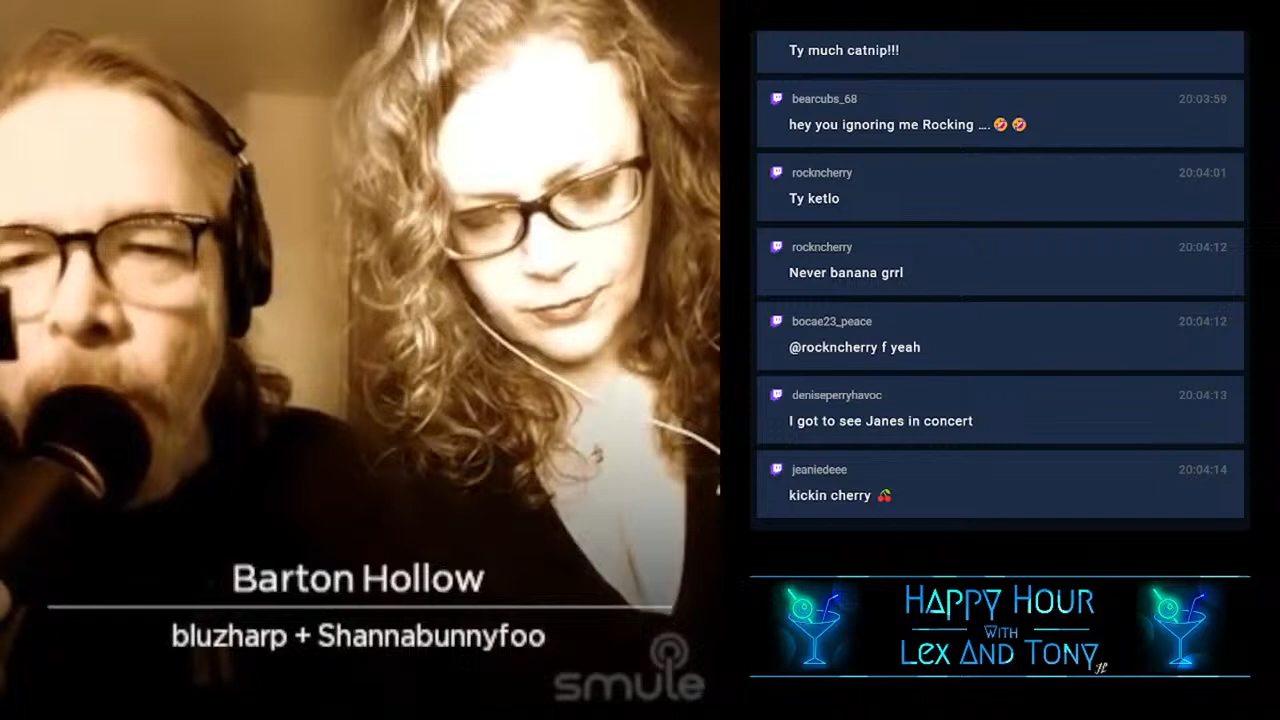 Barton Hollow
bluzharp + Shannabunnyfoo
smule
Ty much catnip!!!
bearcubs_68 20:03:59
hey you ignoring me Rocking .... 🤣 🤣
rockncherry 20:04:01
Ty ketlo
rockncherry 20:04:12
Never banana grrl
bocae23_peace 20:04:12
@rockncherry f yeah
deniseperryhavoc 20:04:13
I got to see Janes in concert
jeaniedeee 20:04:14
kickin cherry 🍒
HAPPY HOUR
WITH
LEX AND TONY